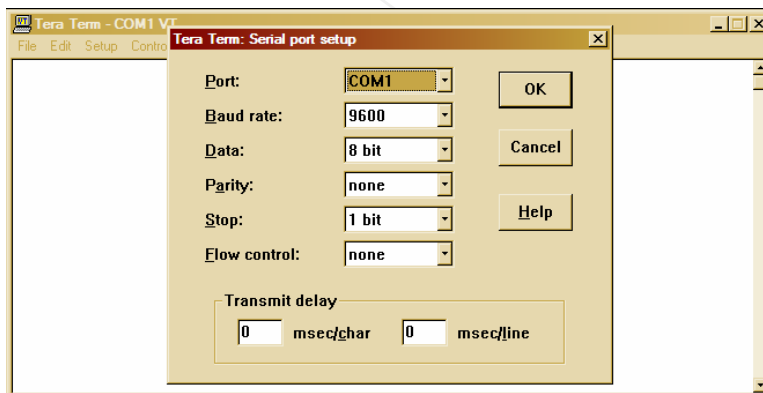 Tera Term - COM1 VT
File Edit Setup Contro
Tera Term: Serial port setup
Port: COM1
OK
Baud rate: 9600
Data: 8 bit
Cancel
Parity: none
Stop: 1 bit
Help
Flow control: none
Transmit delay
0 msec/char 0 msec/line